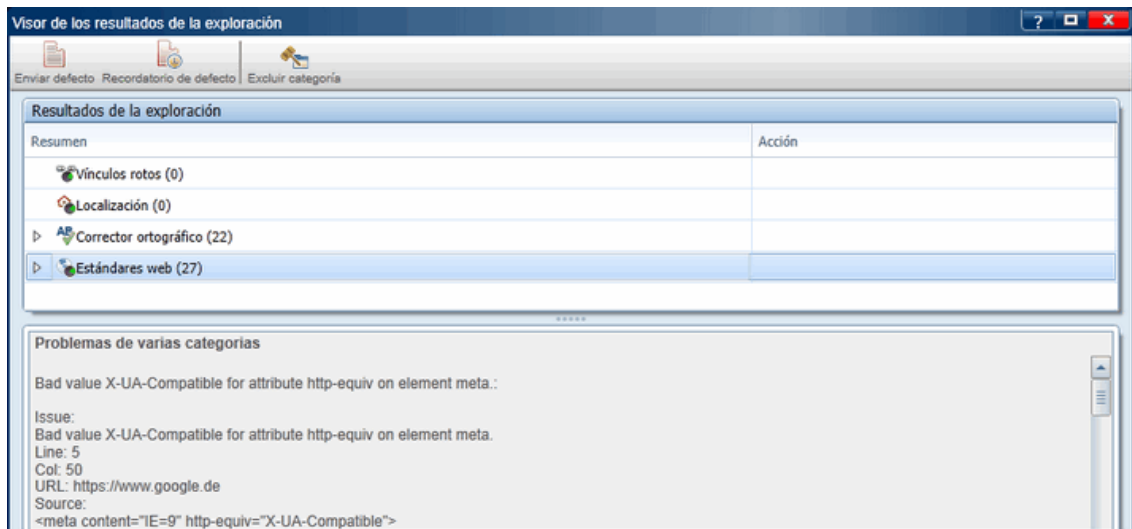 Visor de los resultados de la exploración
Enviar defecto Recordatorio de defecto Excluir categoría
Resultados de la exploración
Resumen Acción
Vínculos rotos (0)
Localización (0)
Corrector ortográfico (22)
Estándares web (27)
Problemas de varias categorias
Bad value X-UA-Compatible for attribute http-equiv on element meta.:
Issue:
Bad value X-UA-Compatible for attribute http-equiv on element meta.
Line: 5
Col: 50
URL: https://www.google.de
Source:
<meta content="IE=9" http-equiv="X-UA-Compatible">